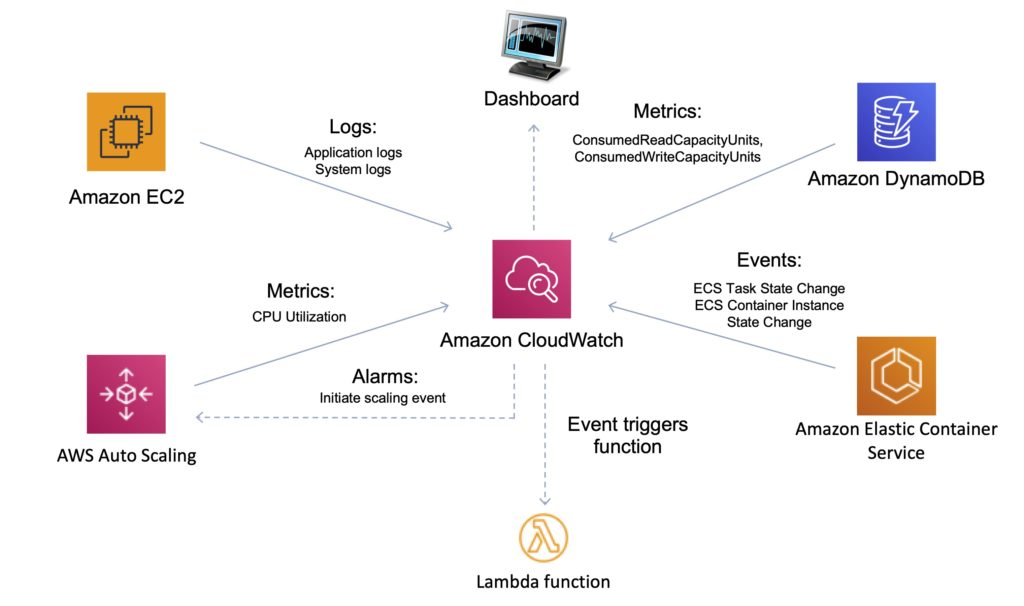 Dashboard
Amazon EC2
Logs:
Application logs
System logs
Metrics:
ConsumedReadCapacityUnits,
ConsumedWriteCapacityUnits
Amazon DynamoDB
Metrics:
CPU Utilization
Amazon CloudWatch
Events:
ECS Task State Change
ECS Container Instance
State Change
AWS Auto Scaling
Alarms:
Initiate scaling event
Event triggers
function
Amazon Elastic Container
Service
Lambda function